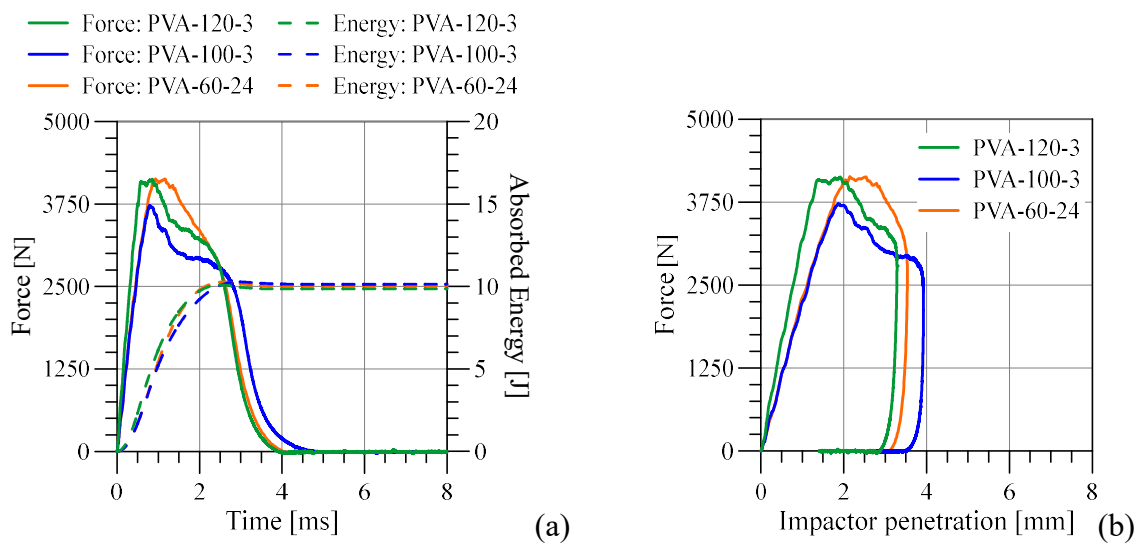 Force: PVA-120-3 Energy: PVA-120-3
Force: PVA-100-3 Energy: PVA-100-3
Force: PVA-60-24 Energy: PVA-60-24
5000
3750
2500
1250
0
Force [N]
20
15
10
5
0
Absorbed Energy [J]
0 2 4 6 8
Time [ms]
(a)
5000
3750
2500
1250
0
Force [N]
PVA-120-3
PVA-100-3
PVA-60-24
0 2 4 6 8
Impactor penetration [mm]
(b)